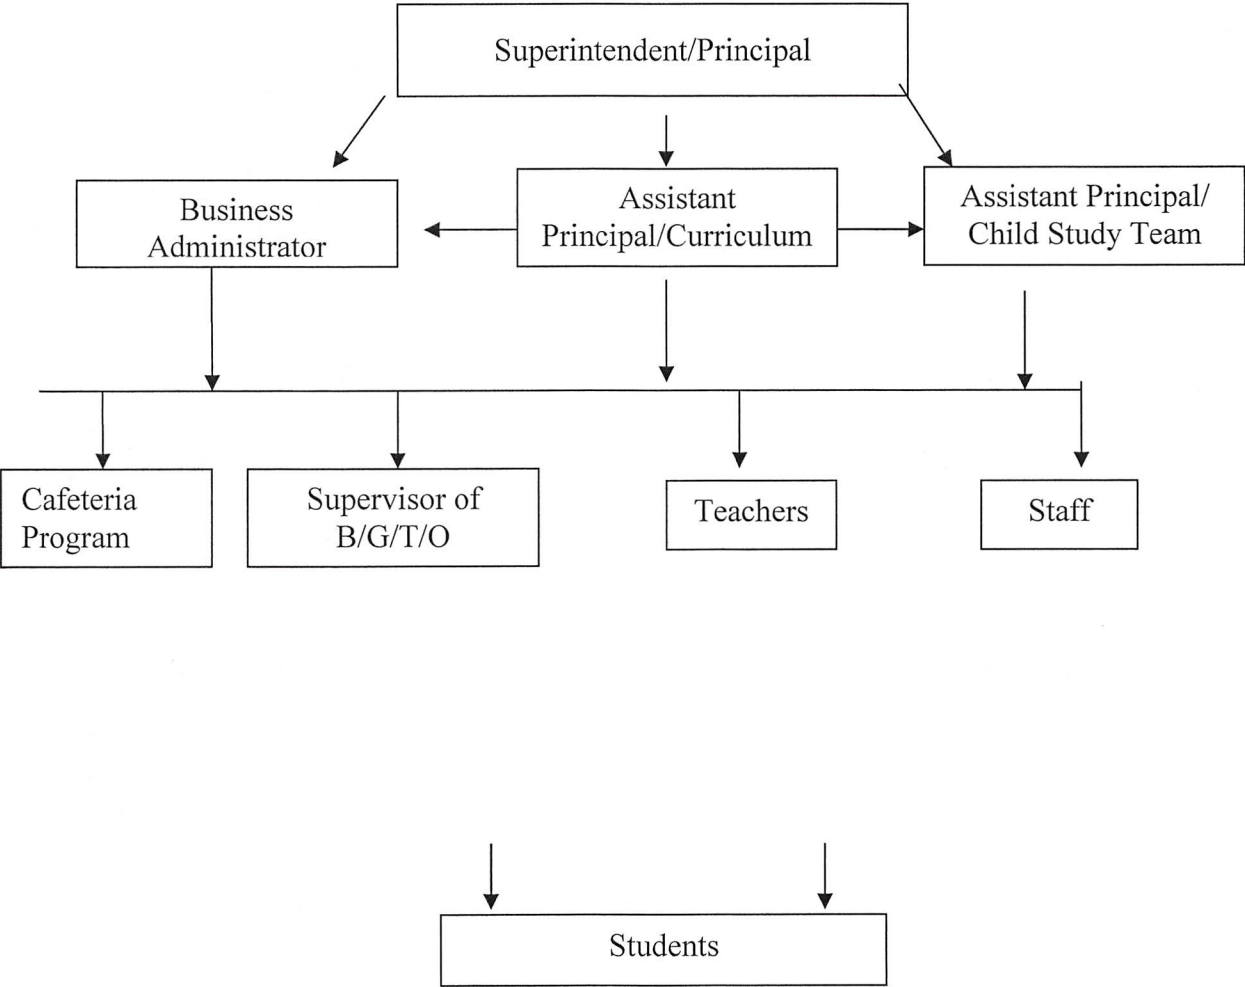 Superintendent/Principal
Business
Administrator
Assistant
Principal/Curriculum
Assistant Principal/
Child Study Team
Cafeteria
Program
Supervisor of
B/G/T/O
Teachers
Staff
Students